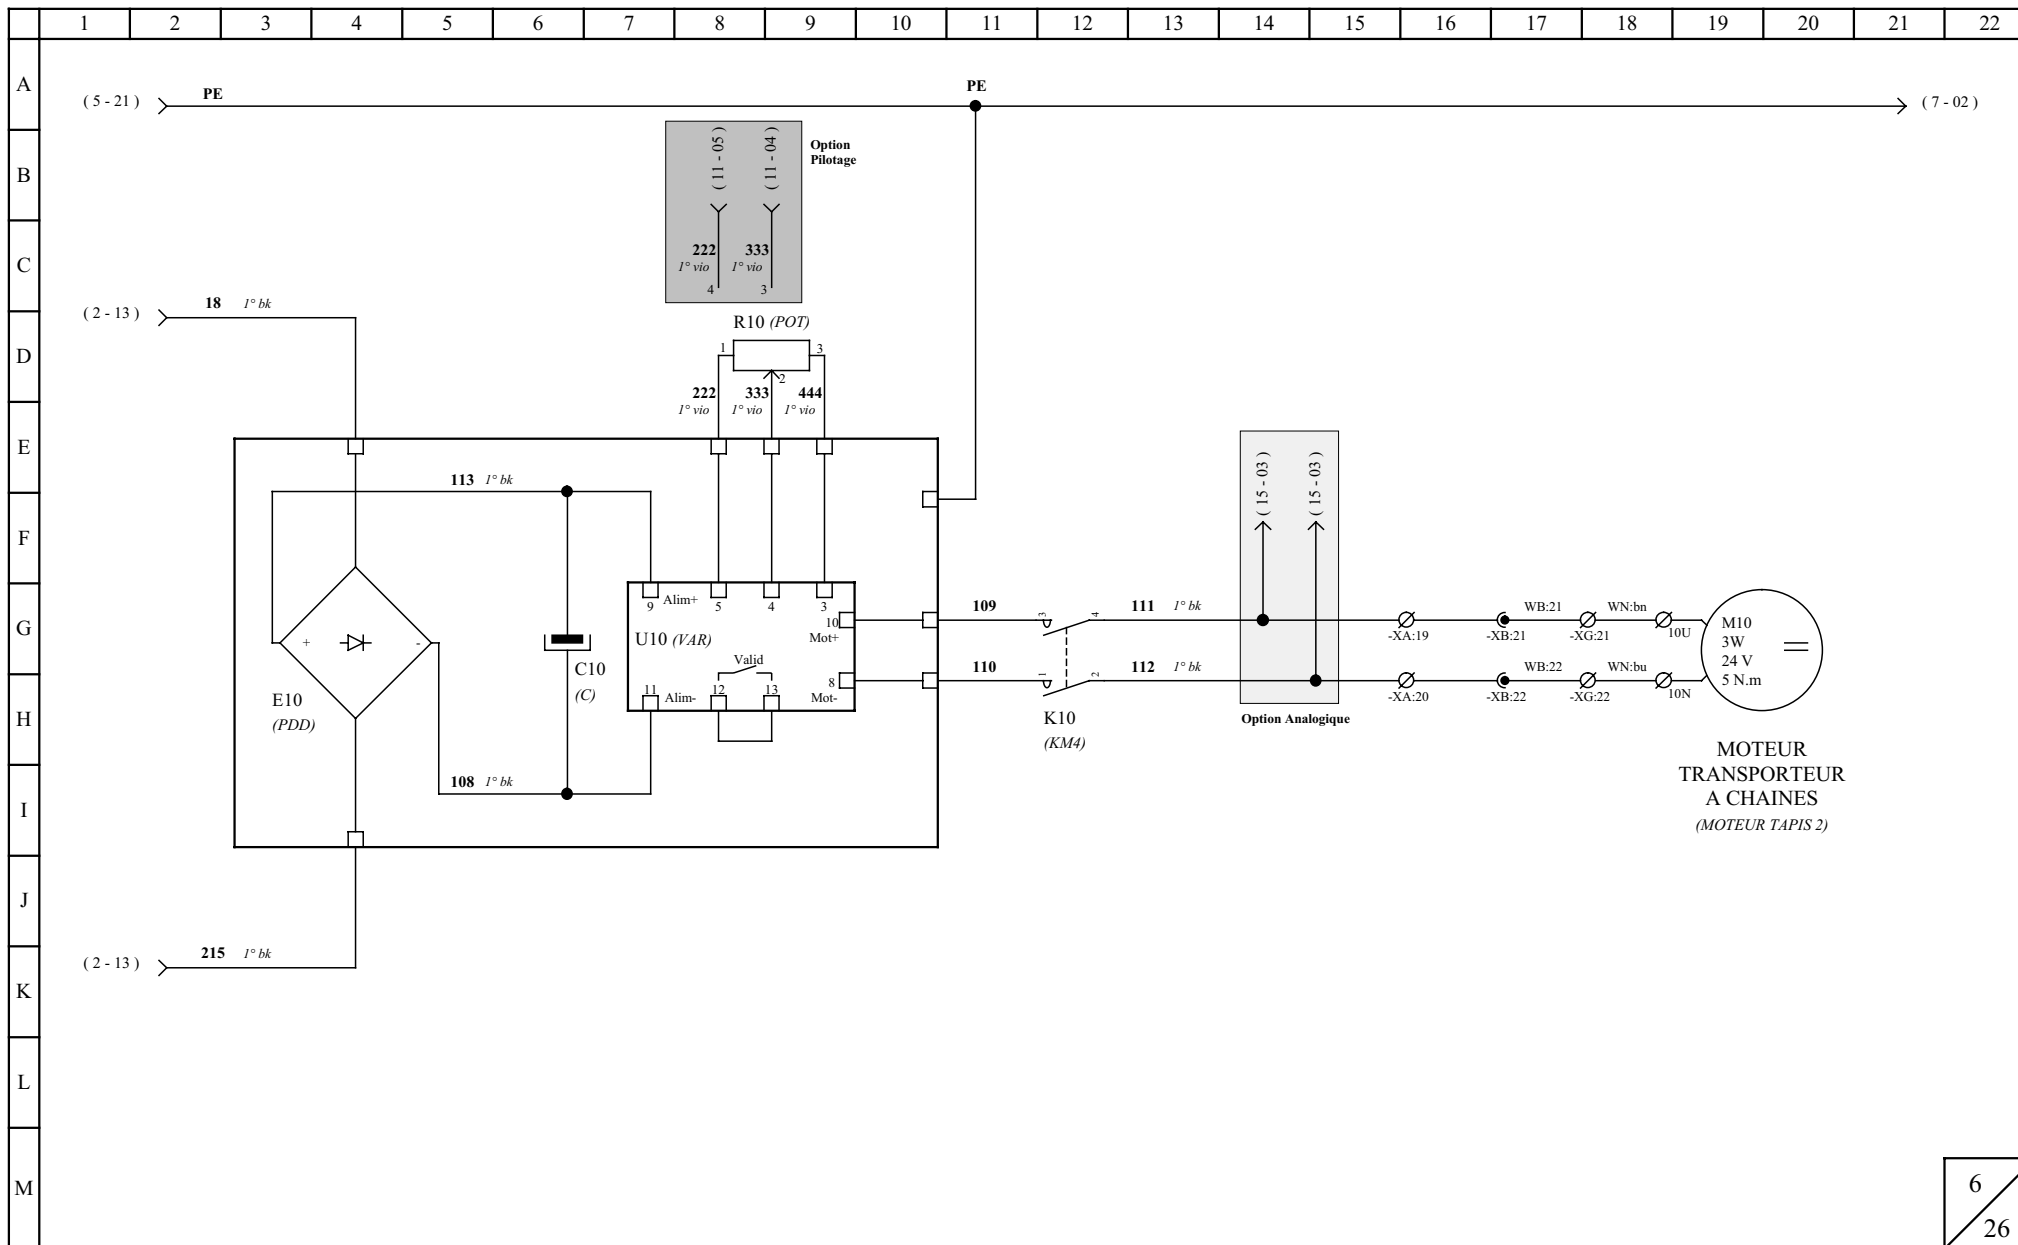 1 2 3 4 5 6 7 8 9 10 11 12 13 14 15 16 17 18 19 20 21 22
A
B
C
D
E
F
G
H
I
J
K
L
M
( 5 - 21 ) PE PE ( 7 - 02 )
( 11 - 05 ) ( 11 - 04 )
Option
Pilotage
222 333
1° vio 1° vio
4 3
( 2 - 13 ) 18 1° bk
R10 (POT)
1 3
2
222 333 444
1° vio 1° vio 1° vio
113 1° bk
( 15 - 03 ) ( 15 - 03 )
9 Alim+ 5 4 3
10
Mot+
U10 (VAR)
Valid
11 Alim- 12 13
8
Mot-
+ -
E10
(PDD)
C10
(C)
108 1° bk
109 3 4 111 1° bk
110 1 2 112 1° bk
K10
(KM4)
Option Analogique
-XA:19 -XB:21 WB:21 -XG:21 WN:bn 10U
-XA:20 -XB:22 WB:22 -XG:22 WN:bu 10N
M10
3W
24 V
5 N.m
MOTEUR
TRANSPORTEUR
A CHAINES
(MOTEUR TAPIS 2)
( 2 - 13 ) 215 1° bk
6
26